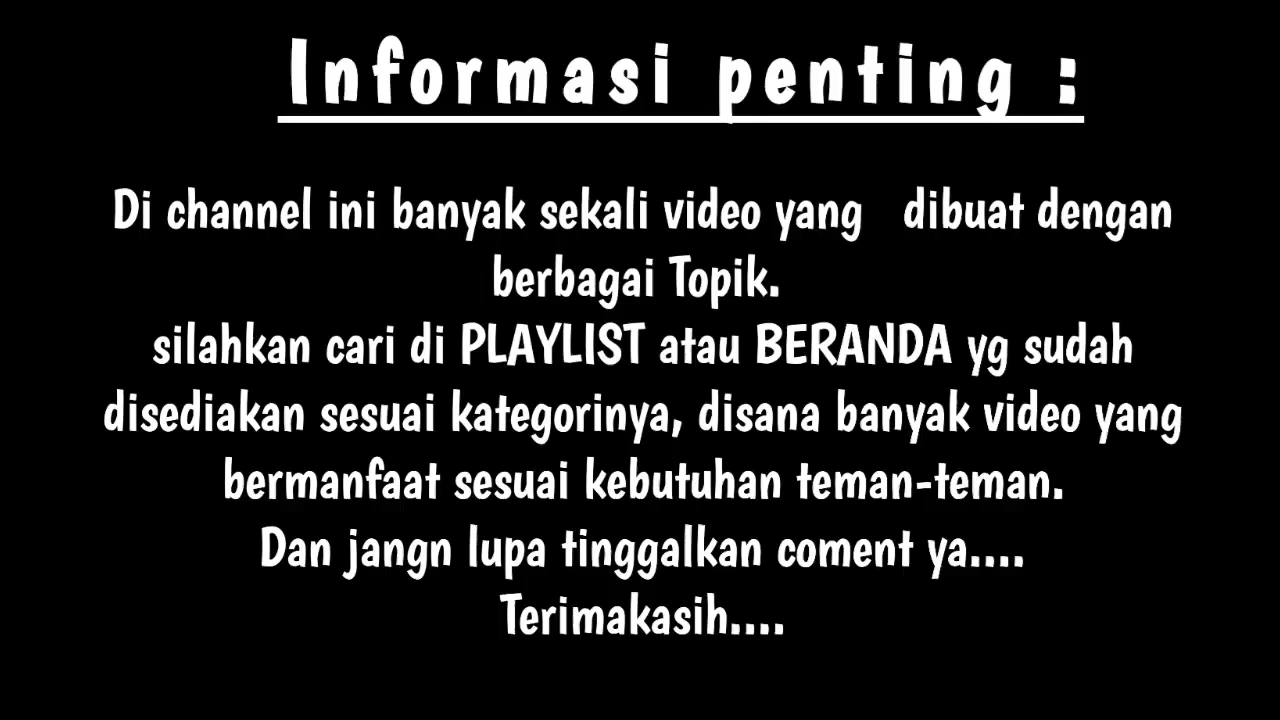 Informasi penting :
Di channel ini banyak sekali video yang dibuat dengan
berbagai Topik.
silahkan cari di PLAYLIST atau BERANDA yg sudah
disediakan sesuai kategorinya, disana banyak video yang
bermanfaat sesuai kebutuhan teman-teman.
Dan jangn lupa tinggalkan coment ya....
Terimakasih....